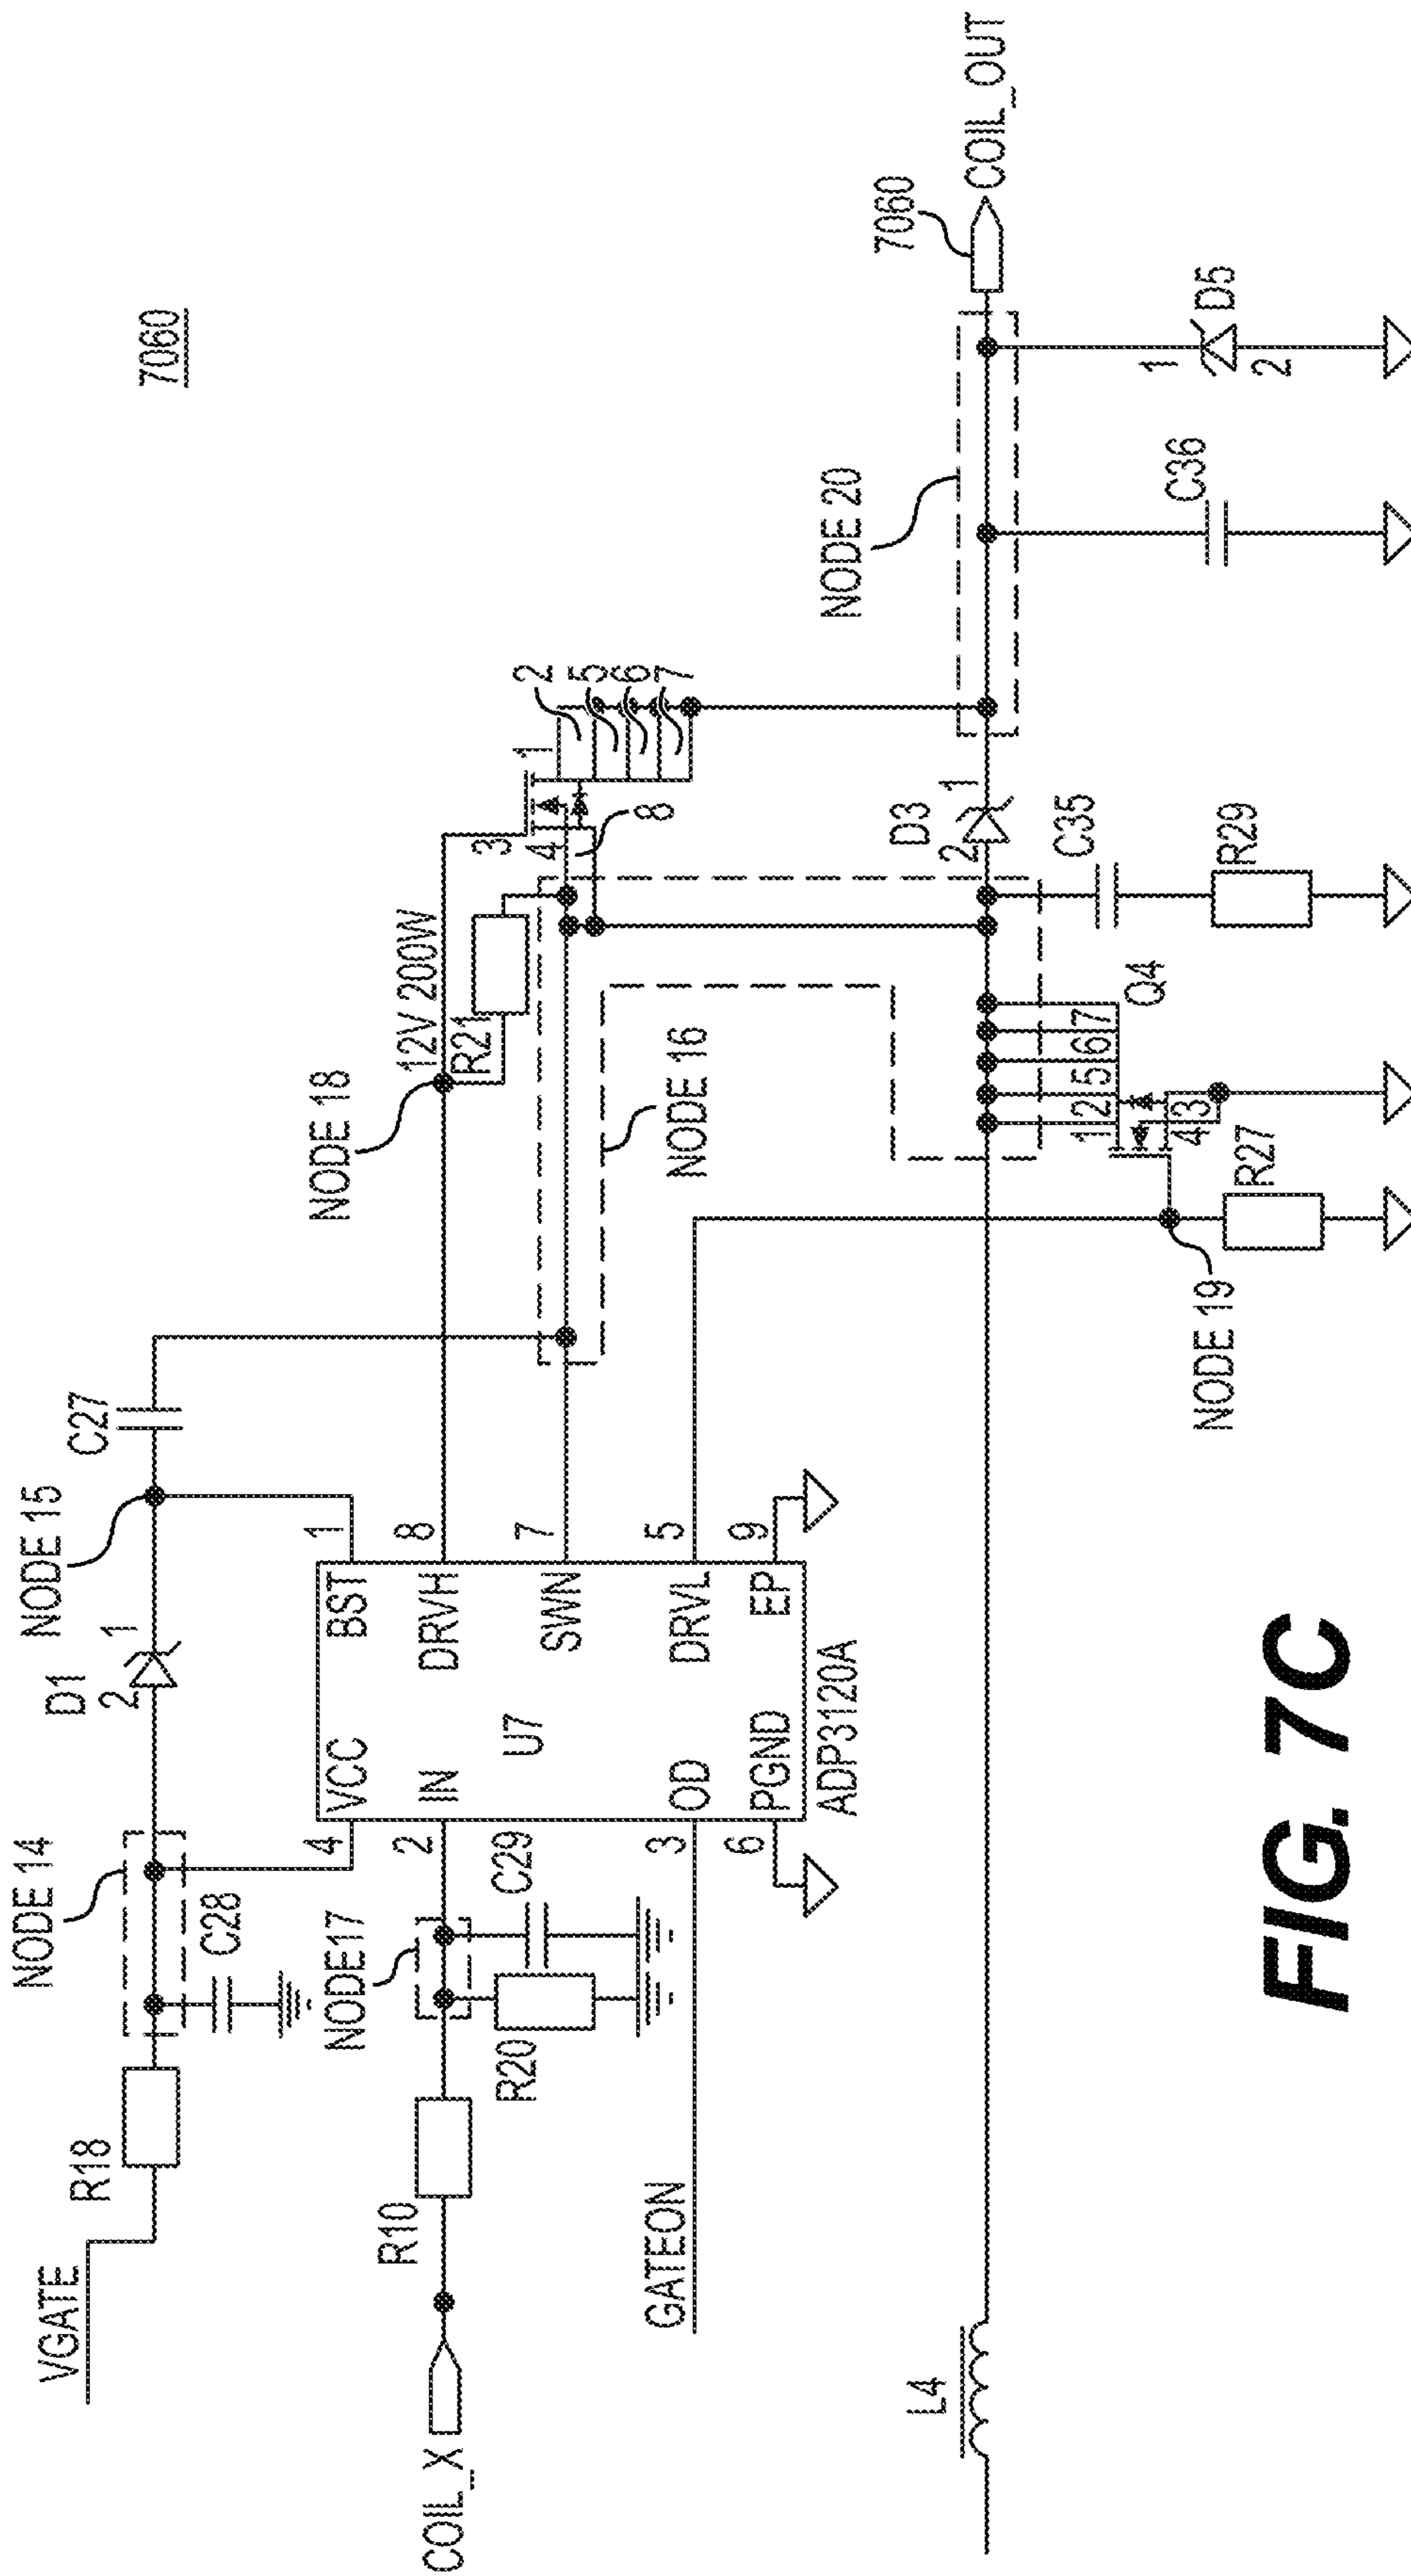 7060
VGATE
R18
NODE 14
C28
D1
2
1
NODE 15
C27
COIL_X
R10
NODE17
R20
C29
4
2
3
6
VCC
IN
OD
PGND
U7
BST
DRVH
SWN
DRVL
EP
1
8
7
5
9
ADP3120A
GATEON
NODE 18
12V 200W
R21
3
4
1
2
5
6
7
8
NODE 16
NODE 20
7060
COIL_OUT
L4
NODE 19
R27
1
2
5
6
7
4
3
Q4
D3
2
1
C35
R29
C36
D5
1
2
FIG. 7C